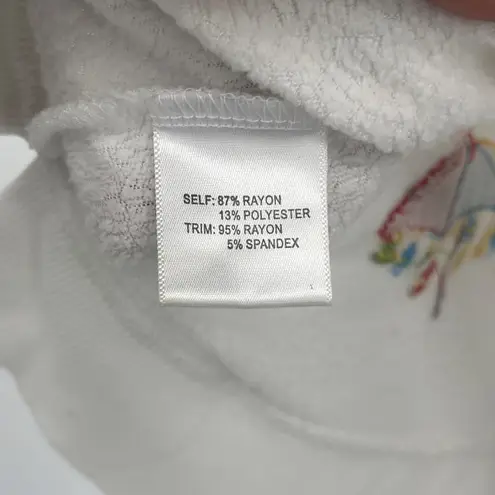 SELF: 87% RAYON
13% POLYESTER
TRIM: 95% RAYON
5% SPANDEX